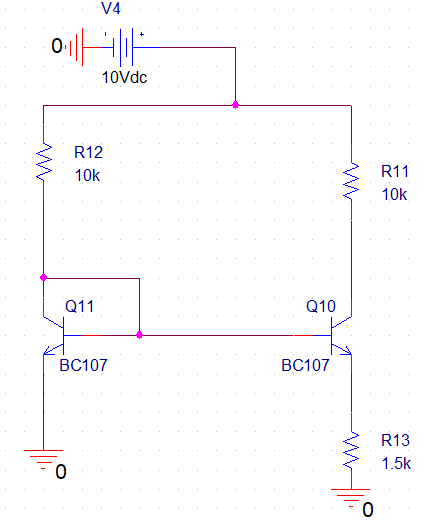 V4
0
- +
10Vdc
R12
10k
R11
10k
Q11
Q10
BC107
BC107
R13
1.5k
0
0